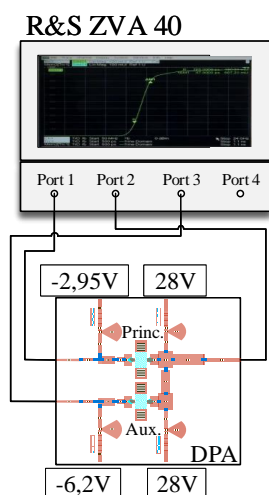 R&S ZVA 40
Port 1 Port 2 Port 3 Port 4
-2,95V 28V
Princ.
Aux.
DPA
-6,2V 28V